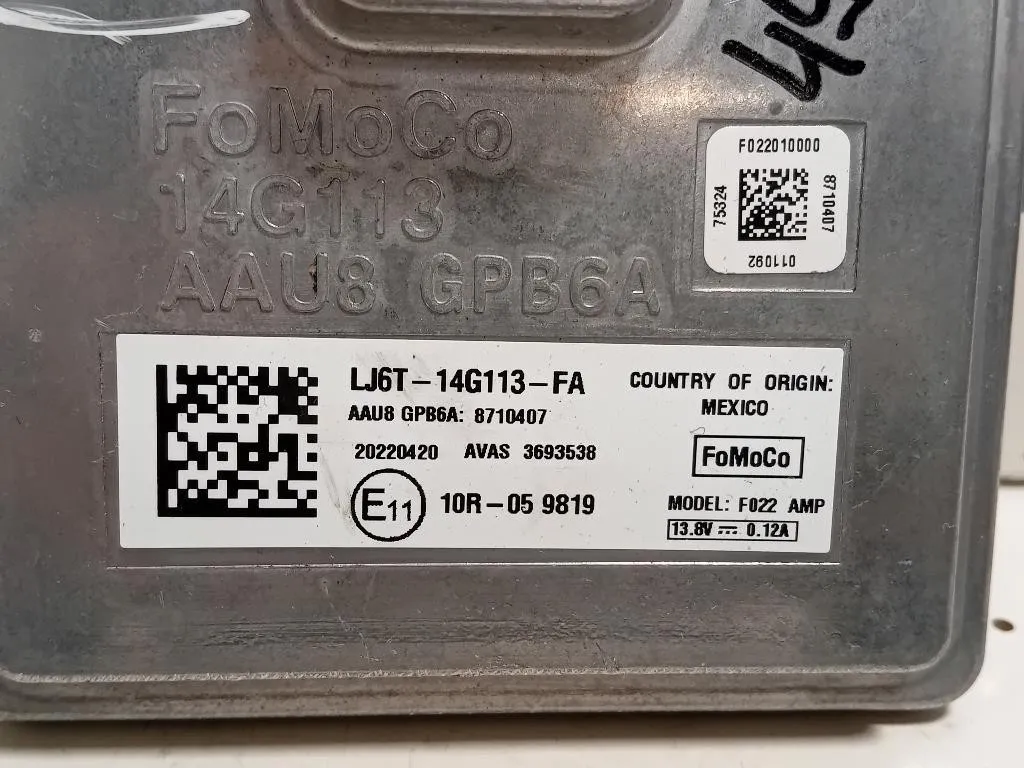 FoMoCo
14G113
AAU8 GPB6A
F022010000
75324
8710407
011092
LJ6T-14G113-FA
AAU8 GPB6A: 8710407
20220420 AVAS 3693538
E11 10R-05 9819
COUNTRY OF ORIGIN:
MEXICO
FoMoCo
MODEL: F022 AMP
13.8V ⎓ 0.12A